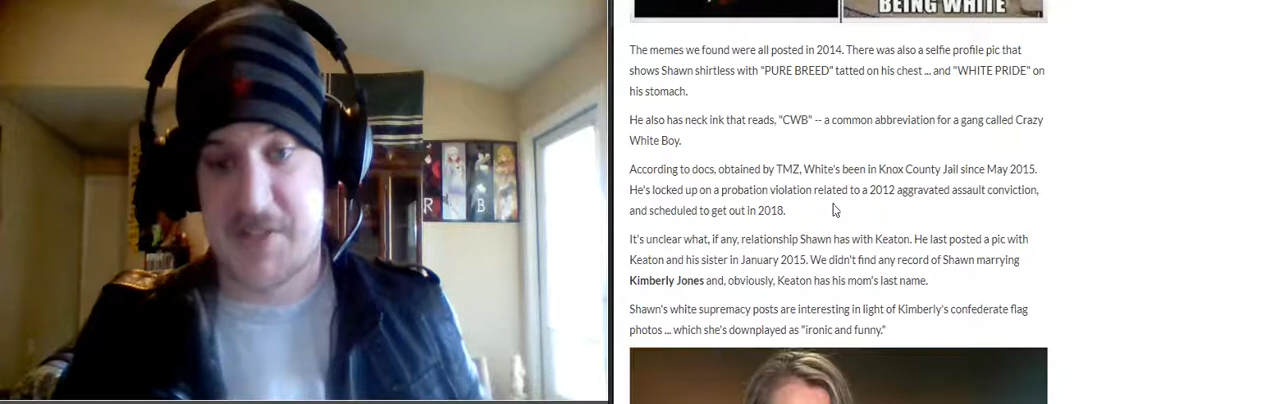 R
B
BEING WHITE
The memes we found were all posted in 2014. There was also a selfie profile pic that
shows Shawn shirtless with "PURE BREED" tatted on his chest ... and "WHITE PRIDE" on
his stomach.
He also has neck ink that reads, "CWB" -- a common abbreviation for a gang called Crazy
White Boy.
According to docs, obtained by TMZ, White's been in Knox County Jail since May 2015.
He's locked up on a probation violation related to a 2012 aggravated assault conviction,
and scheduled to get out in 2018.
It's unclear what, if any, relationship Shawn has with Keaton. He last posted a pic with
Keaton and his sister in January 2015. We didn't find any record of Shawn marrying
Kimberly Jones and, obviously, Keaton has his mom's last name.
Shawn's white supremacy posts are interesting in light of Kimberly's confederate flag
photos ... which she's downplayed as "ironic and funny."